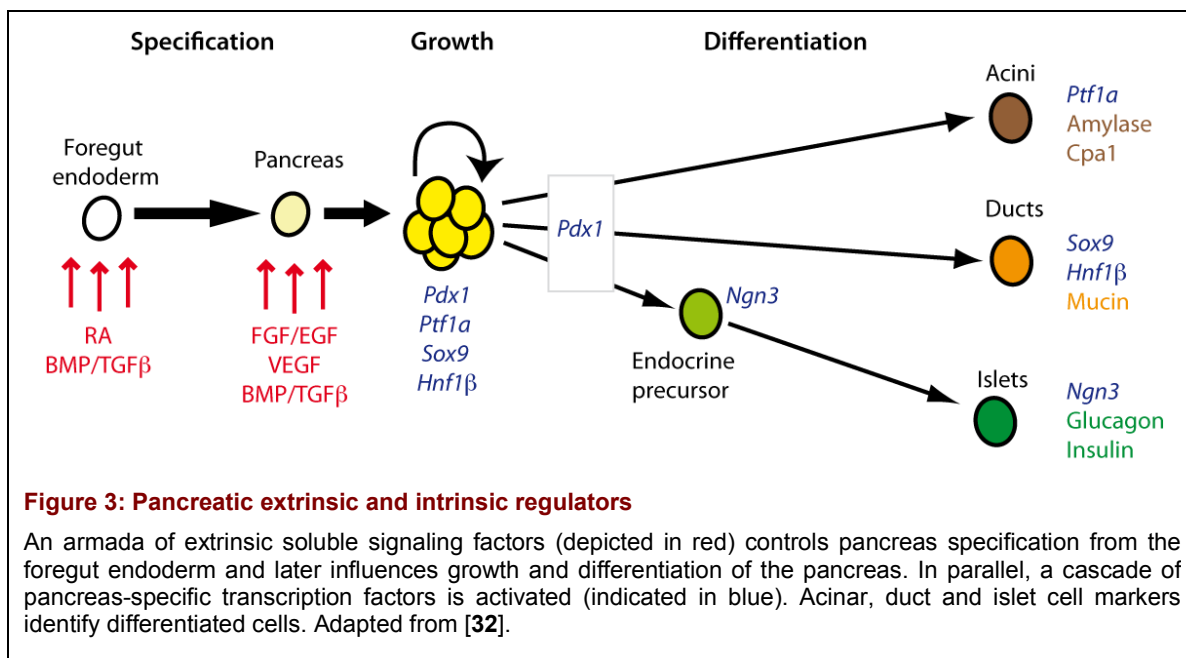 Specification Growth Differentiation
Acini
Ptf1a
Amylase
Cpa1
Foregut
endoderm
Pancreas
Pdx1
Ducts
Sox9
Hnf1β
Mucin
RA
BMP/TGFβ
FGF/EGF
VEGF
BMP/TGFβ
Pdx1
Ptf1a
Sox9
Hnf1β
Ngn3
Endocrine
precursor
Islets
Ngn3
Glucagon
Insulin
Figure 3: Pancreatic extrinsic and intrinsic regulators
An armada of extrinsic soluble signaling factors (depicted in red) controls pancreas specification from the
foregut endoderm and later influences growth and differentiation of the pancreas. In parallel, a cascade of
pancreas-specific transcription factors is activated (indicated in blue). Acinar, duct and islet cell markers
identify differentiated cells. Adapted from [32].